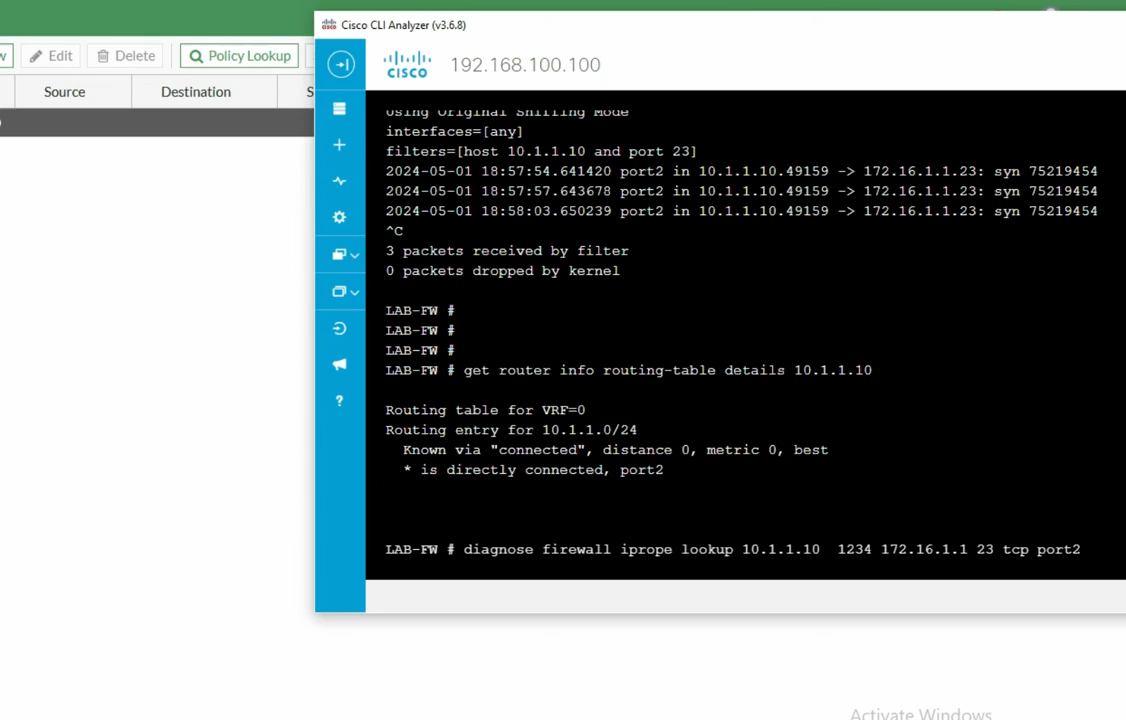 Cisco CLI Analyzer (v3.6.8)
Edit
Delete
Policy Lookup
Source
Destination
CISCO
192.168.100.100
Using Original Sniffing Mode
interfaces=[any]
filters=[host 10.1.1.10 and port 23]
2024-05-01 18:57:54.641420 port2 in 10.1.1.10.49159 -> 172.16.1.1.23: syn 75219454
2024-05-01 18:57:57.643678 port2 in 10.1.1.10.49159 -> 172.16.1.1.23: syn 75219454
2024-05-01 18:58:03.650239 port2 in 10.1.1.10.49159 -> 172.16.1.1.23: syn 75219454
^C
3 packets received by filter
0 packets dropped by kernel
LAB-FW #
LAB-FW #
LAB-FW #
LAB-FW # get router info routing-table details 10.1.1.10
Routing table for VRF=0
Routing entry for 10.1.1.0/24
Known via "connected", distance 0, metric 0, best
* is directly connected, port2
LAB-FW # diagnose firewall iprope lookup 10.1.1.10  1234 172.16.1.1 23 tcp port2
Activate Windows